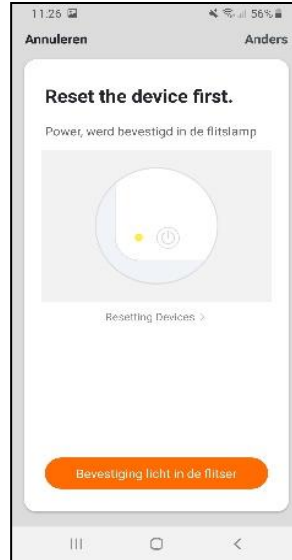 11.26 56%
Annuleren Anders
Reset the device first.
Power, werd bevestigd in de flitslamp
Resetting Devices >
Bevestiging licht in de flitser